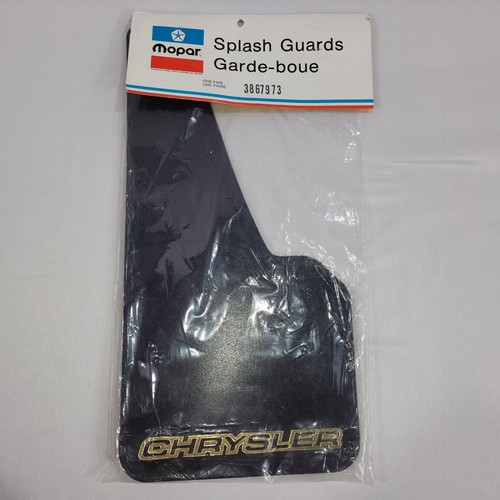 Mopar
Splash Guards
Garde-boue
ONE PAIR
UNE PAIRE
3867973
CHRYSLER